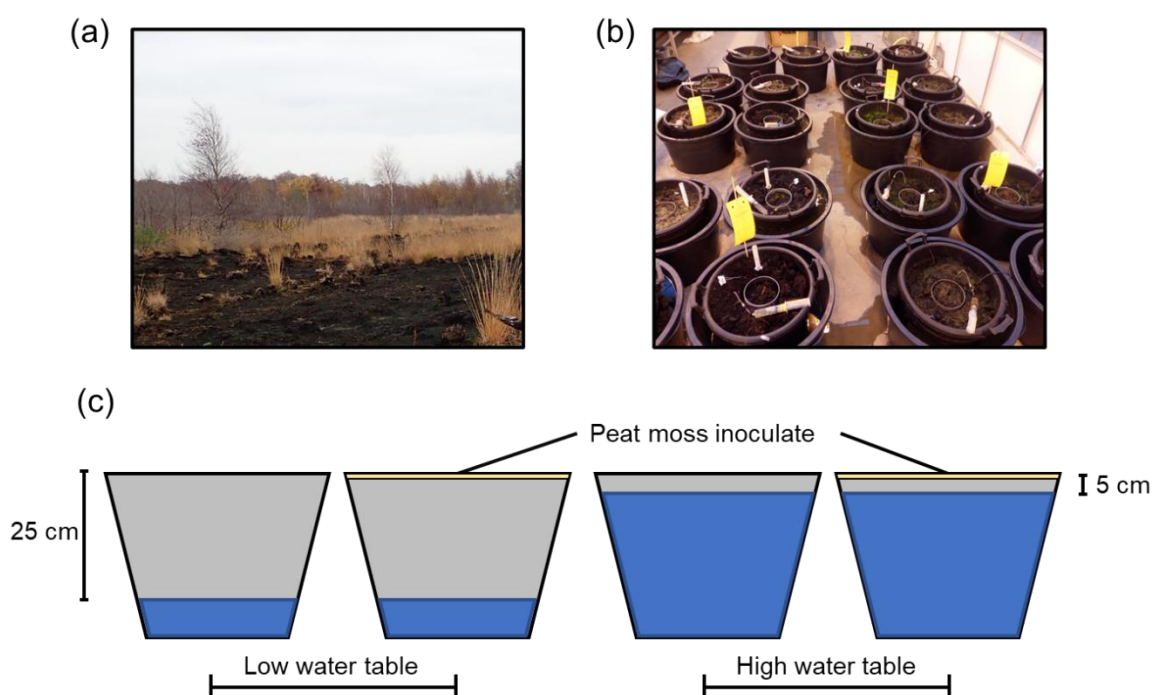 (a)
(b)
(c)
Peat moss inoculate
25 cm
5 cm
Low water table
High water table